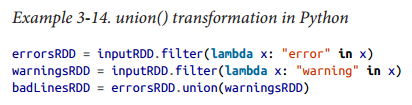 Example 3-14. union() transformation in Python
errorsRDD = inputRDD.filter(lambda x: "error" in x)
warningsRDD = inputRDD.filter(lambda x: "warning" in x)
badLinesRDD = errorsRDD.union(warningsRDD)